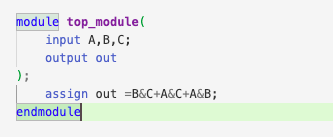 module top_module(
    input A,B,C;
    output out
);
    assign out =B&C+A&C+A&B;
endmodule